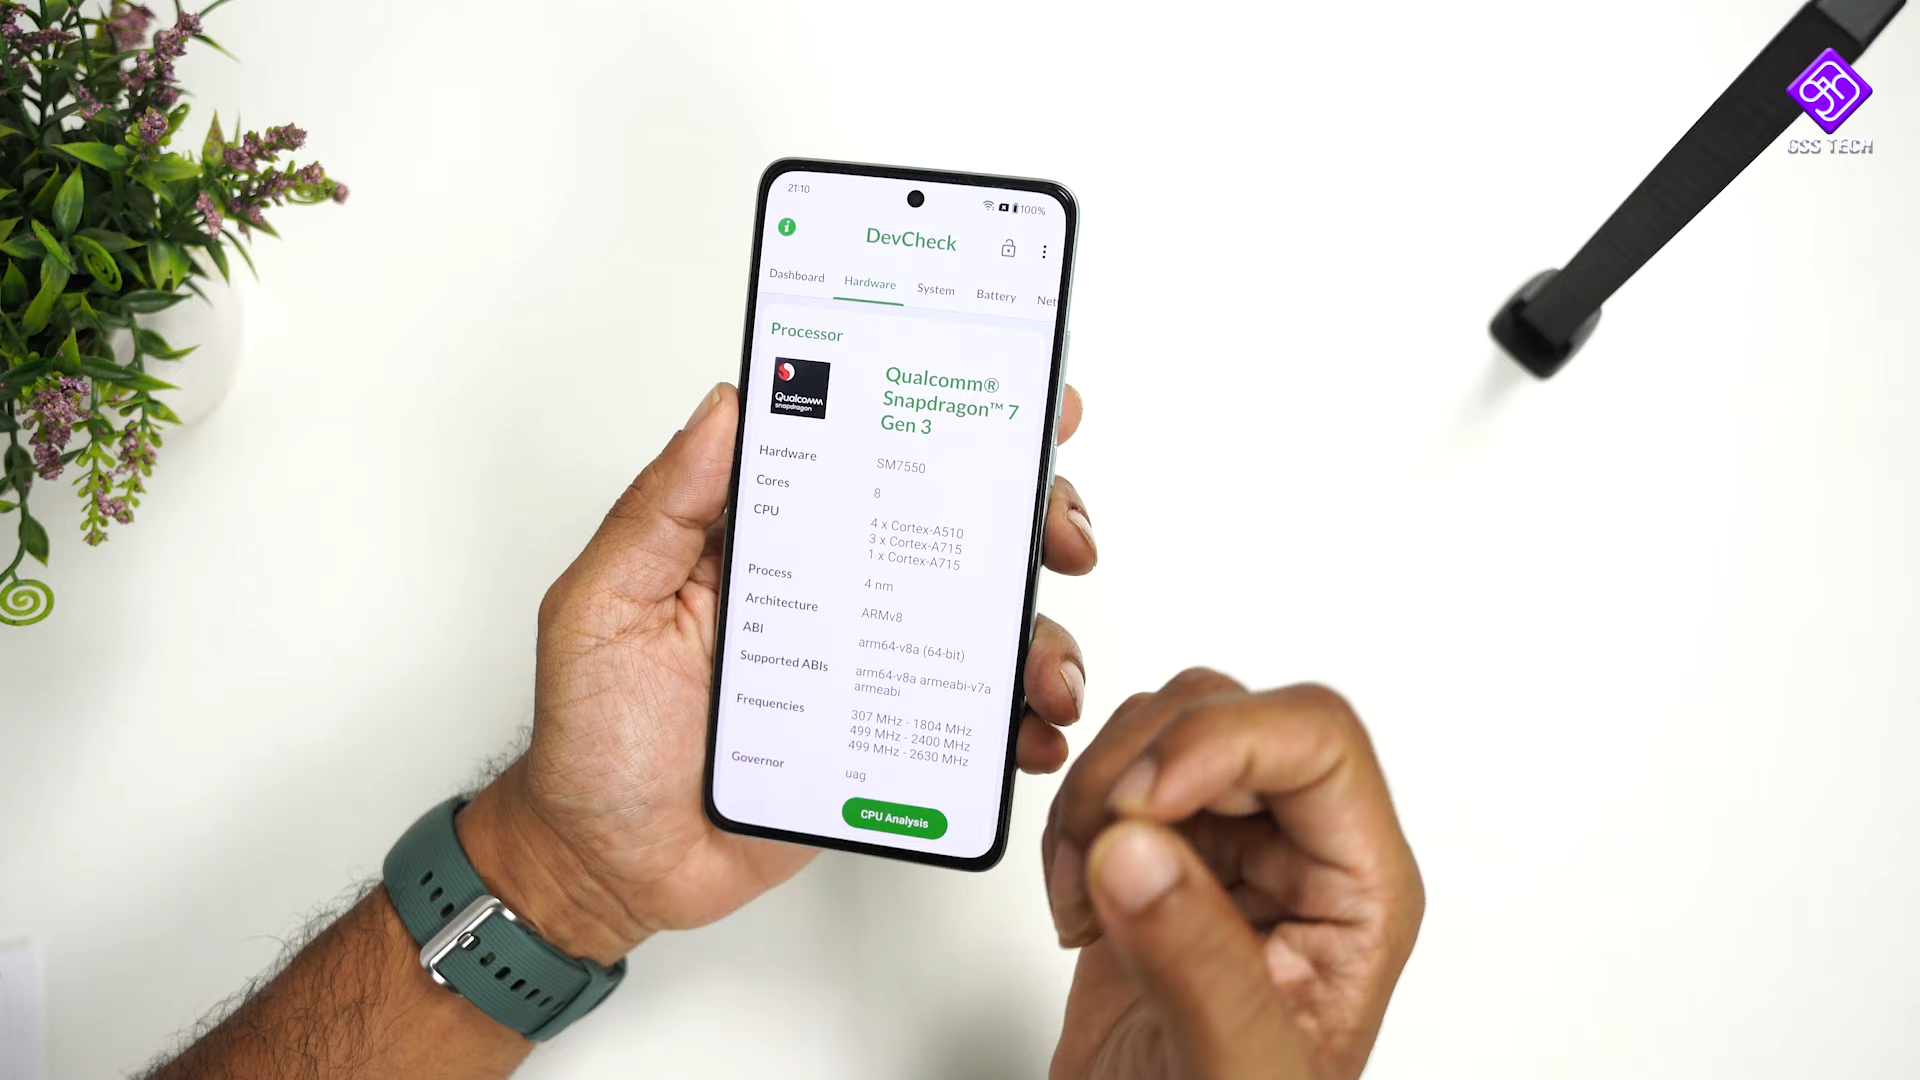 GSS TECH
21:10
100%
DevCheck
Dashboard Hardware System Battery Net
Processor
Qualcomm
snapdragon
Qualcomm®
Snapdragon™ 7
Gen 3
Hardware SM7550
Cores 8
CPU 4 x Cortex-A510
3 x Cortex-A715
1 x Cortex-A715
Process 4 nm
Architecture ARMv8
ABI arm64-v8a (64-bit)
Supported ABIs arm64-v8a armeabi-v7a
armeabi
Frequencies 307 MHz - 1804 MHz
499 MHz - 2400 MHz
499 MHz - 2630 MHz
Governor uag
CPU Analysis